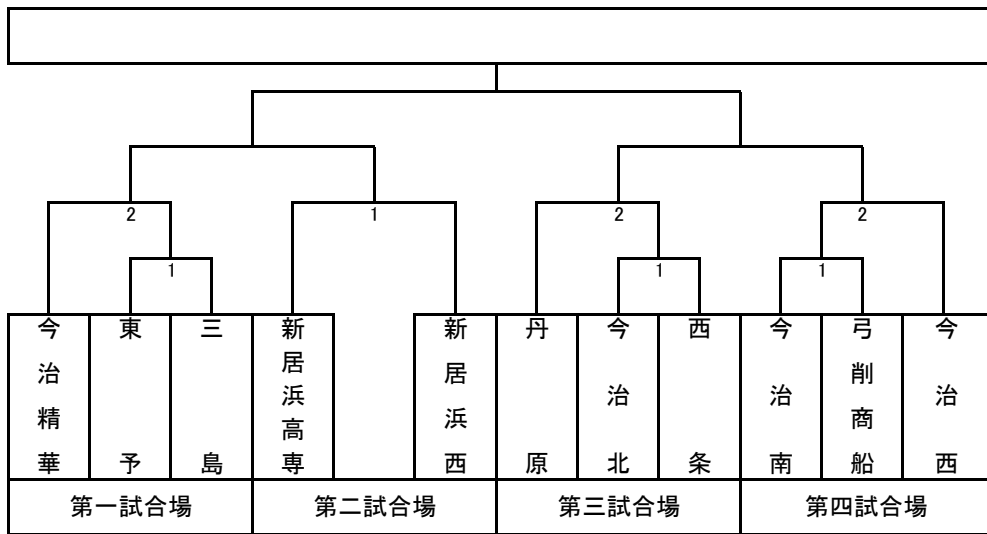 2
1
2
2
1
1
1
今治精華
東予
三島
新居浜高専
新居浜西
丹原
今治北
西条
今治南
弓削商船
今治西
第一試合場
第二試合場
第三試合場
第四試合場